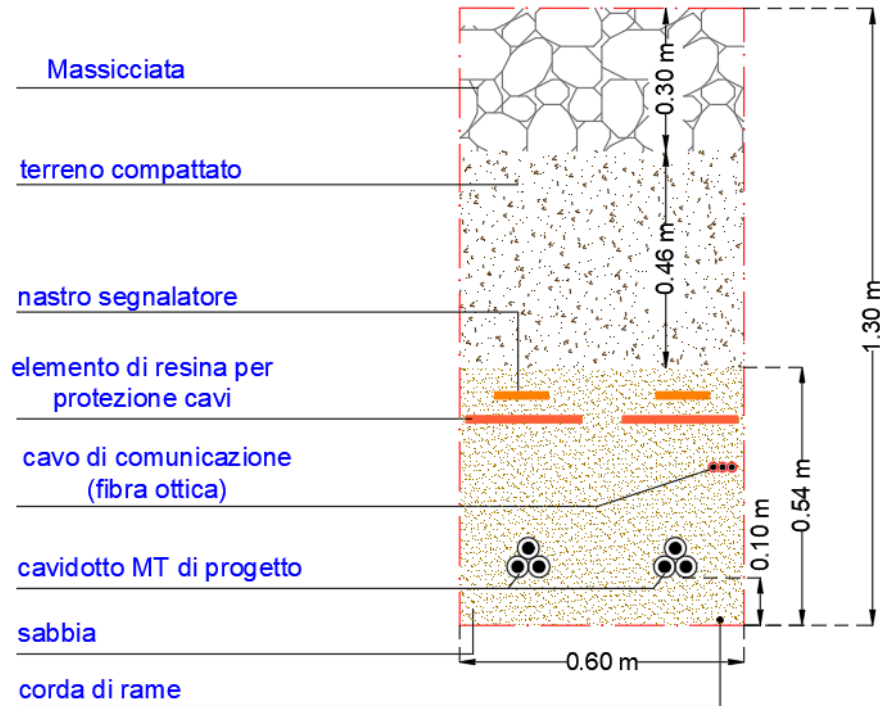 Massicciata
terreno compattato
nastro segnalatore
elemento di resina per
protezione cavi
cavo di comunicazione
(fibra ottica)
cavidotto MT di progetto
sabbia
corda di rame
0.30 m
0.46 m
1.30 m
0.54 m
0.10 m
0.60 m